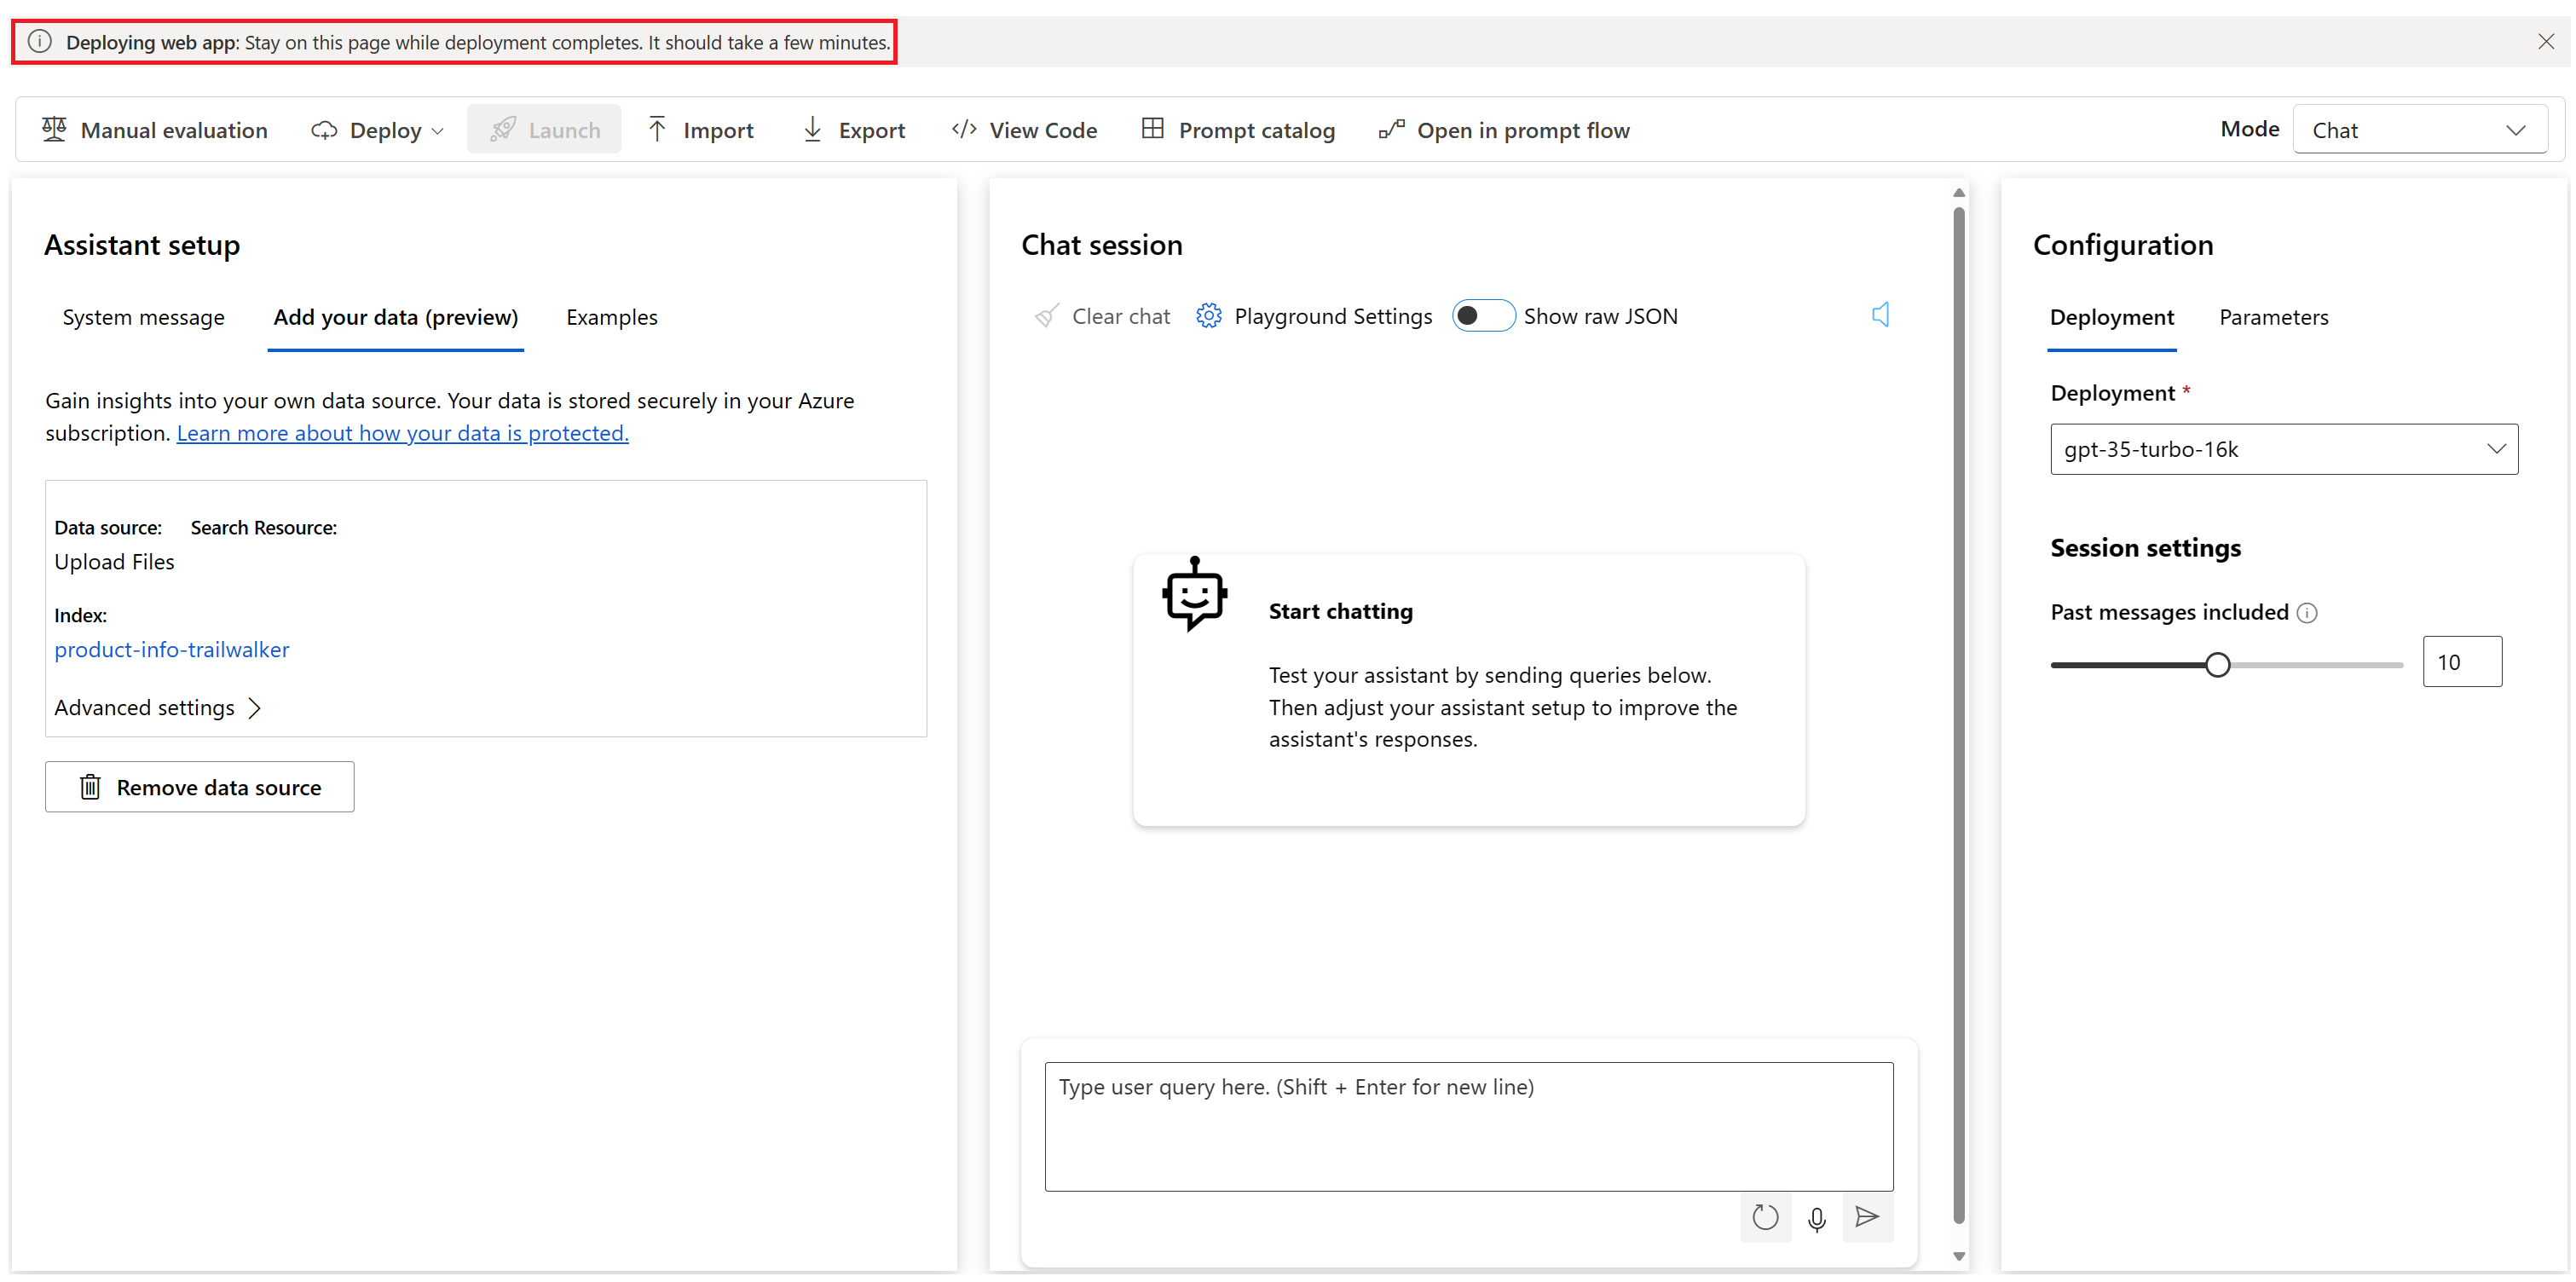 Deploying web app: Stay on this page while deployment completes. It should take a few minutes.
Manual evaluation
Deploy
Launch
Import
Export
View Code
Prompt catalog
Open in prompt flow
Mode
Chat
Assistant setup
System message
Add your data (preview)
Examples
Gain insights into your own data source. Your data is stored securely in your Azure
subscription. Learn more about how your data is protected.
Data source: Search Resource:
Upload Files
Index:
product-info-trailwalker
Advanced settings
Remove data source
Chat session
Clear chat
Playground Settings
Show raw JSON
Start chatting
Test your assistant by sending queries below.
Then adjust your assistant setup to improve the
assistant's responses.
Type user query here. (Shift + Enter for new line)
Configuration
Deployment
Parameters
Deployment *
gpt-35-turbo-16k
Session settings
Past messages included
10